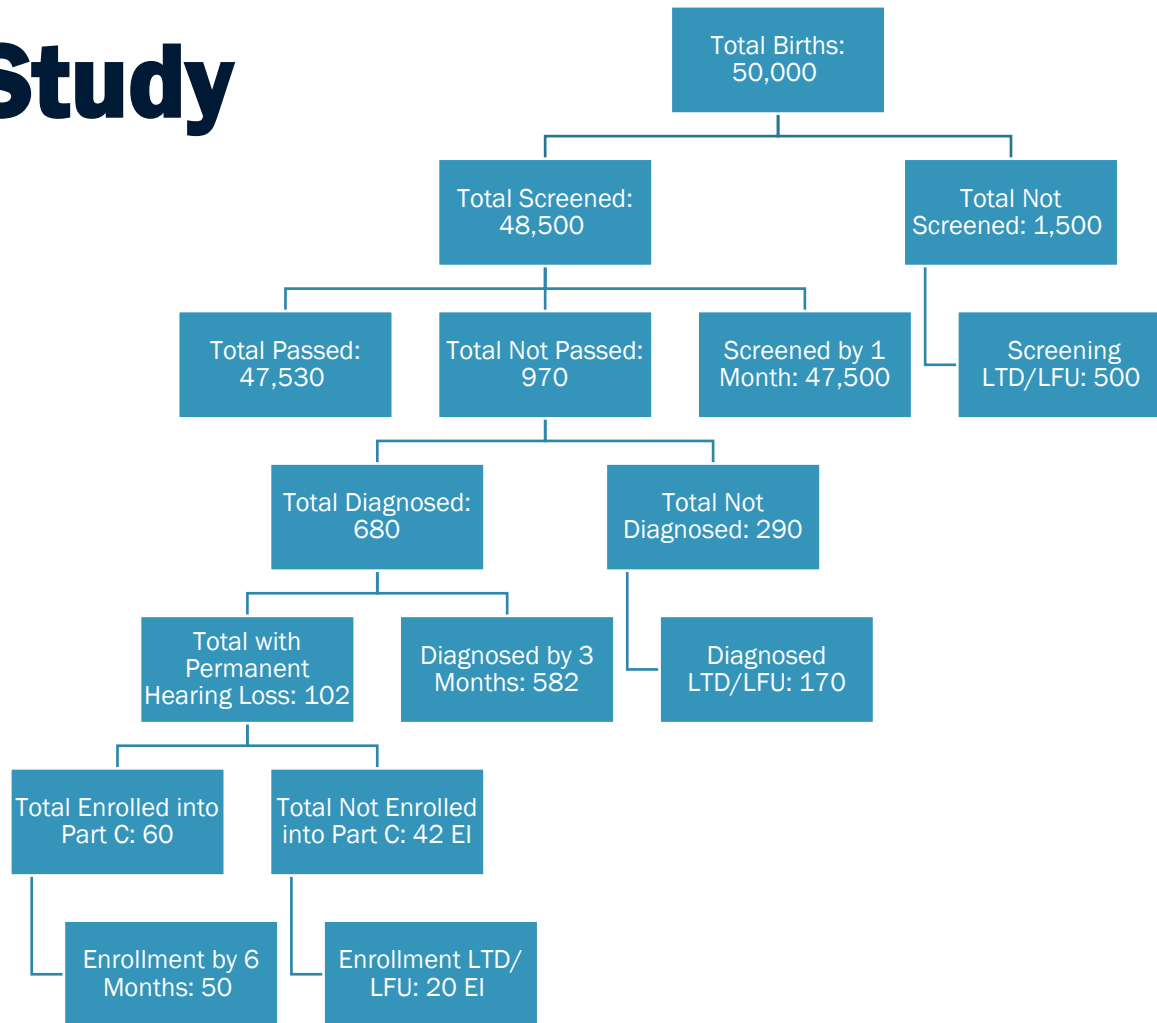 Study
Total Births:
50,000
Total Screened:
48,500
Total Not
Screened: 1,500
Total Passed:
47,530
Total Not Passed:
970
Screened by 1
Month: 47,500
Screening
LTD/LFU: 500
Total Diagnosed:
680
Total Not
Diagnosed: 290
Total with
Permanent
Hearing Loss: 102
Diagnosed by 3
Months: 582
Diagnosed
LTD/LFU: 170
Total Enrolled into
Part C: 60
Total Not Enrolled
into Part C: 42 EI
Enrollment by 6
Months: 50
Enrollment LTD/
LFU: 20 EI